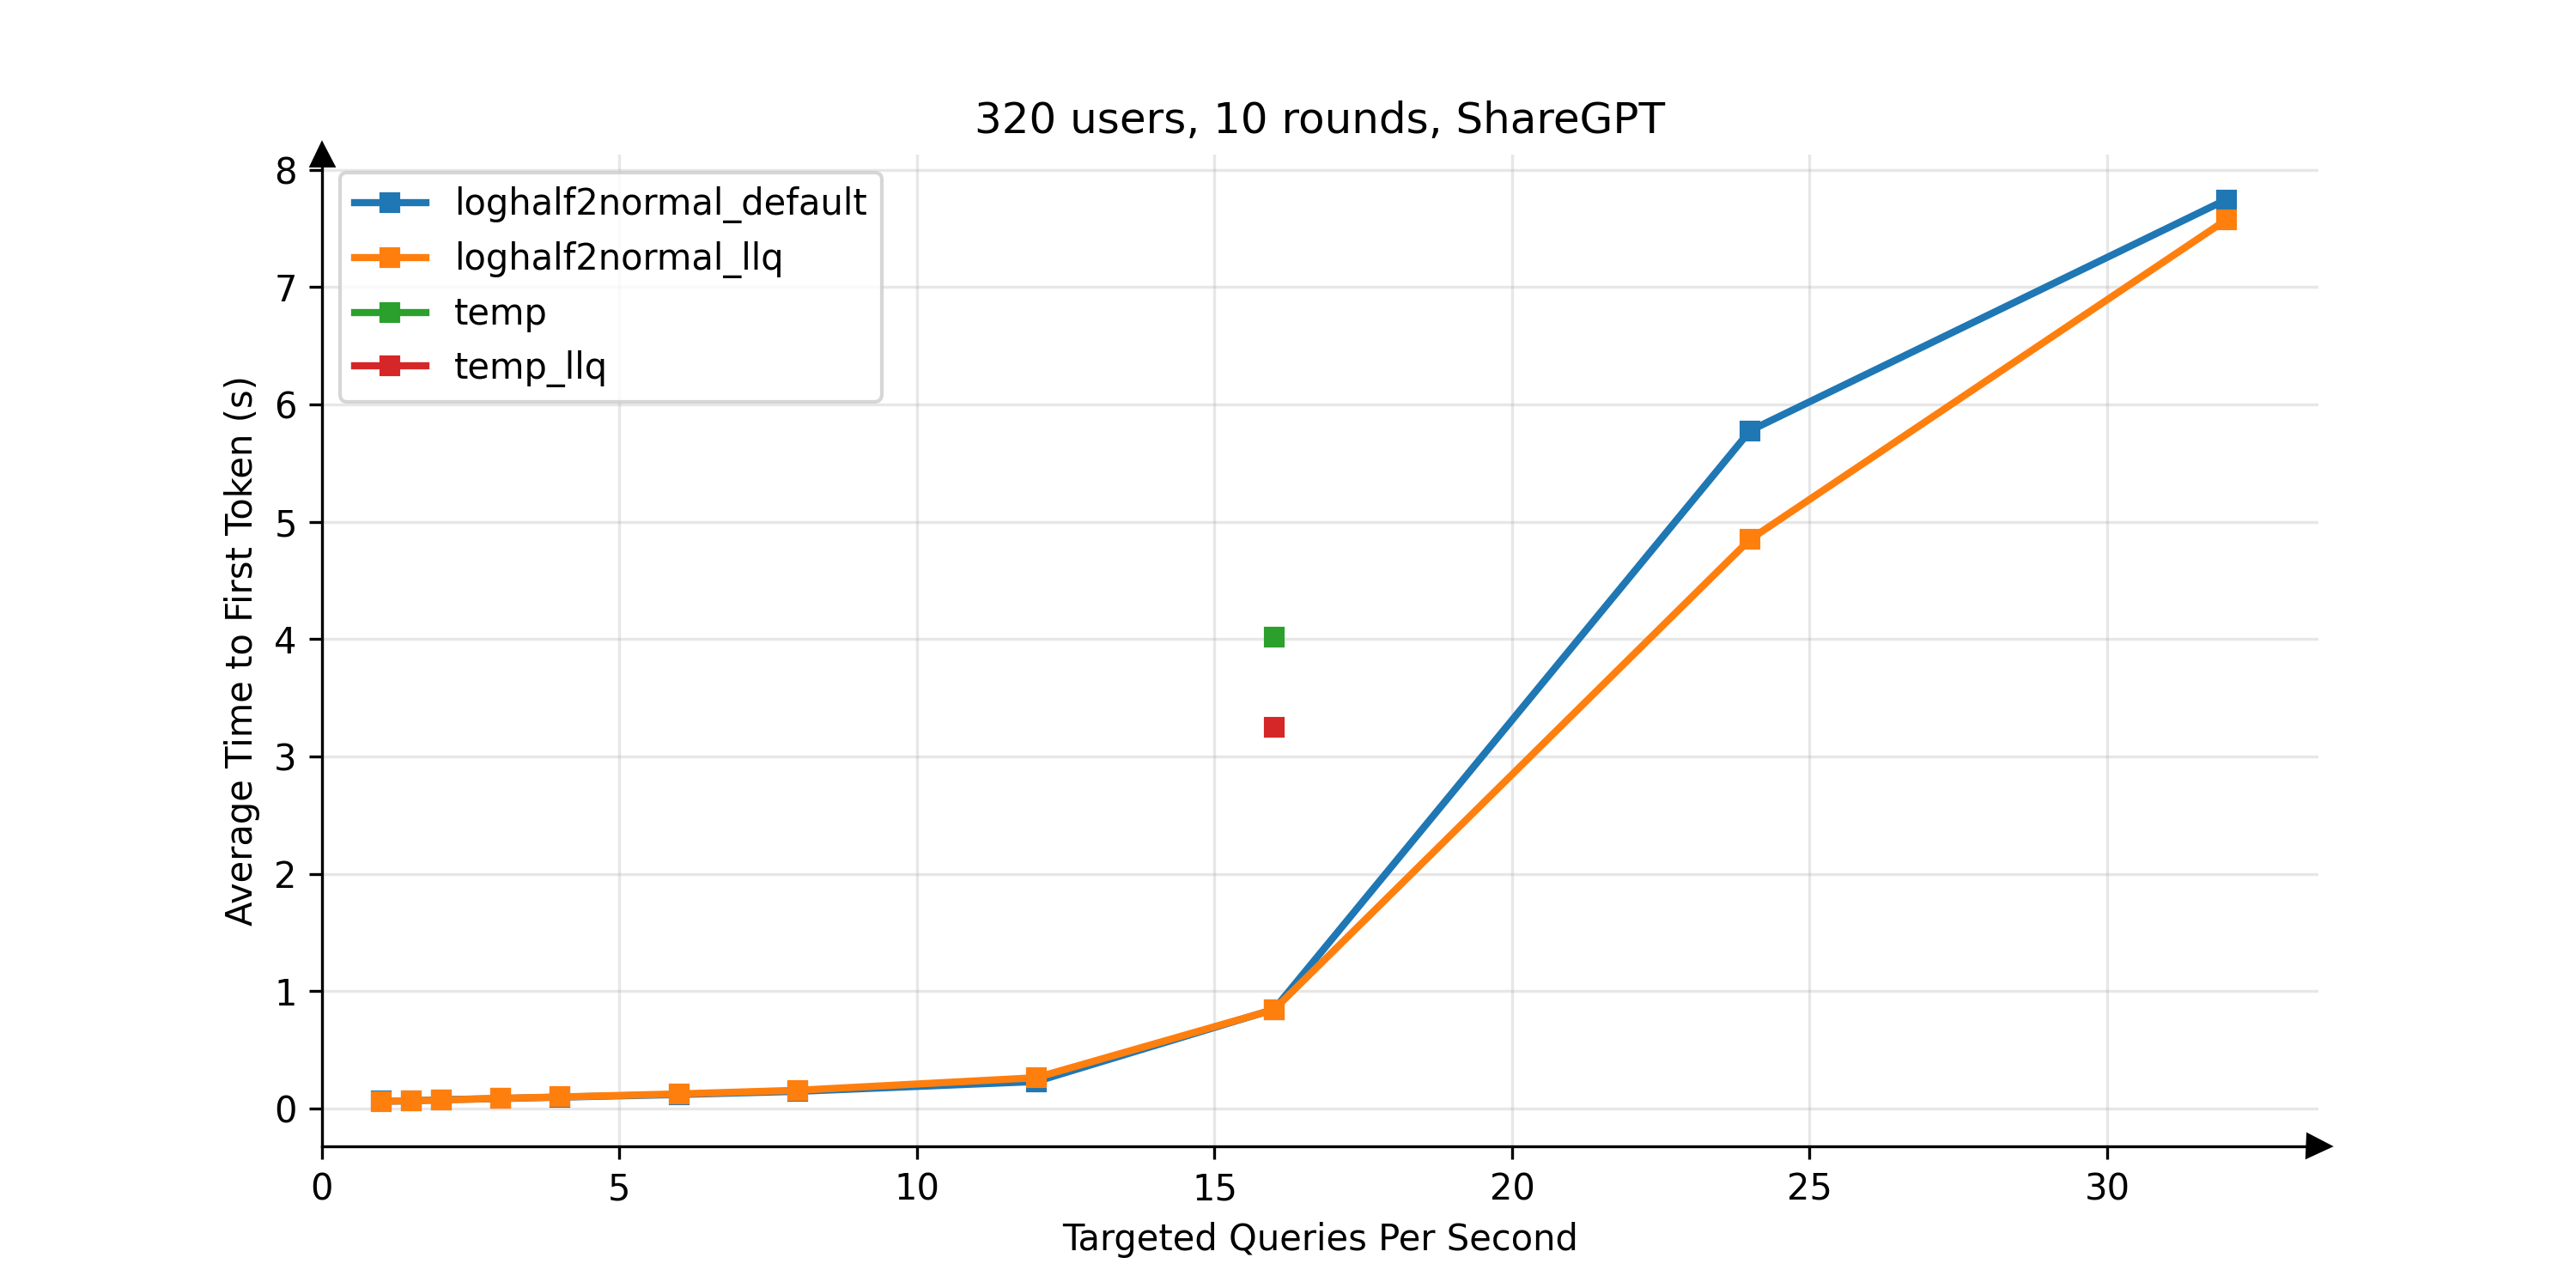 320 users, 10 rounds, ShareGPT
loghalf2normal_default
loghalf2normal_llq
temp
temp_llq
Average Time to First Token (s)
8
7
6
5
4
3
2
1
0
0 5 10 15 20 25 30
Targeted Queries Per Second